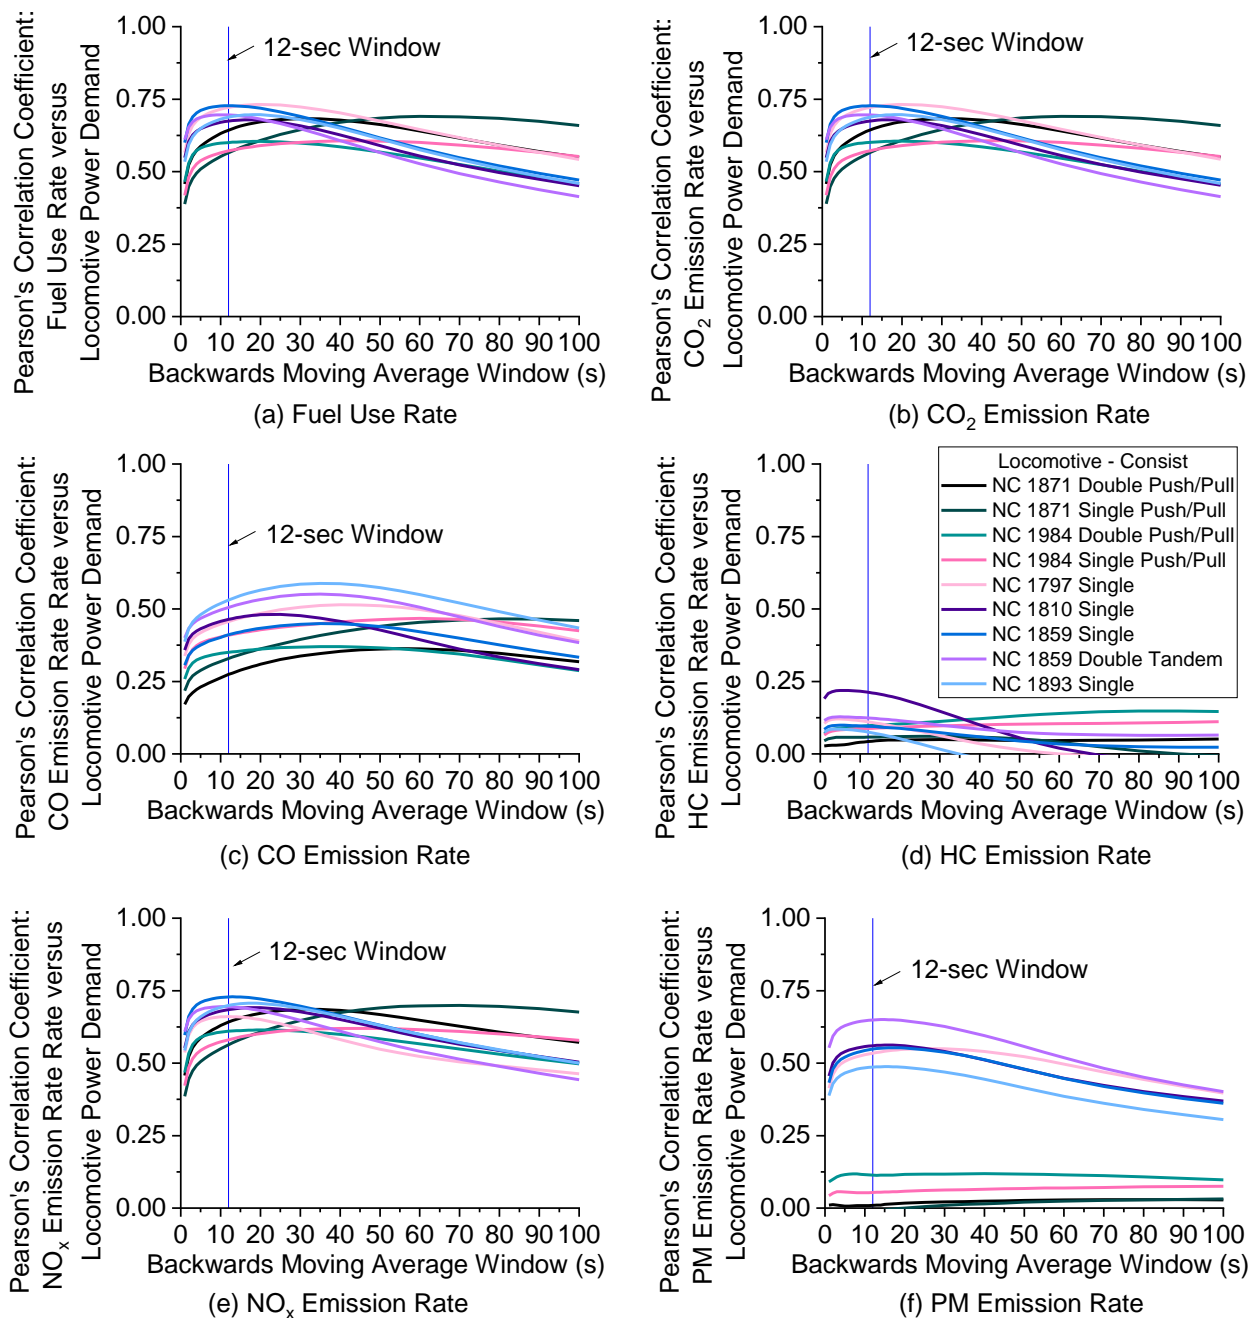 Pearson's Correlation Coefficient:
Fuel Use Rate versus
Locomotive Power Demand
1.00
0.75
0.50
0.25
0.00
12-sec Window
0 10 20 30 40 50 60 70 80 90 100
Backwards Moving Average Window (s)
(a) Fuel Use Rate
Pearson's Correlation Coefficient:
CO₂ Emission Rate versus
Locomotive Power Demand
1.00
0.75
0.50
0.25
0.00
12-sec Window
0 10 20 30 40 50 60 70 80 90 100
Backwards Moving Average Window (s)
(b) CO₂ Emission Rate
Pearson's Correlation Coefficient:
CO Emission Rate Rate versus
Locomotive Power Demand
1.00
0.75
0.50
0.25
0.00
12-sec Window
0 10 20 30 40 50 60 70 80 90 100
Backwards Moving Average Window (s)
(c) CO Emission Rate
Pearson's Correlation Coefficient:
HC Emission Rate Rate versus
Locomotive Power Demand
1.00
0.75
0.50
0.25
0.00
Locomotive - Consist
NC 1871 Double Push/Pull
NC 1871 Single Push/Pull
NC 1984 Double Push/Pull
NC 1984 Single Push/Pull
NC 1797 Single
NC 1810 Single
NC 1859 Single
NC 1859 Double Tandem
NC 1893 Single
0 10 20 30 40 50 60 70 80 90 100
Backwards Moving Average Window (s)
(d) HC Emission Rate
Pearson's Correlation Coefficient:
NOₓ Emission Rate Rate versus
Locomotive Power Demand
1.00
0.75
0.50
0.25
0.00
12-sec Window
0 10 20 30 40 50 60 70 80 90 100
Backwards Moving Average Window (s)
(e) NOₓ Emission Rate
Pearson's Correlation Coefficient:
PM Emission Rate Rate versus
Locomotive Power Demand
1.00
0.75
0.50
0.25
0.00
12-sec Window
0 10 20 30 40 50 60 70 80 90 100
Backwards Moving Average Window (s)
(f) PM Emission Rate